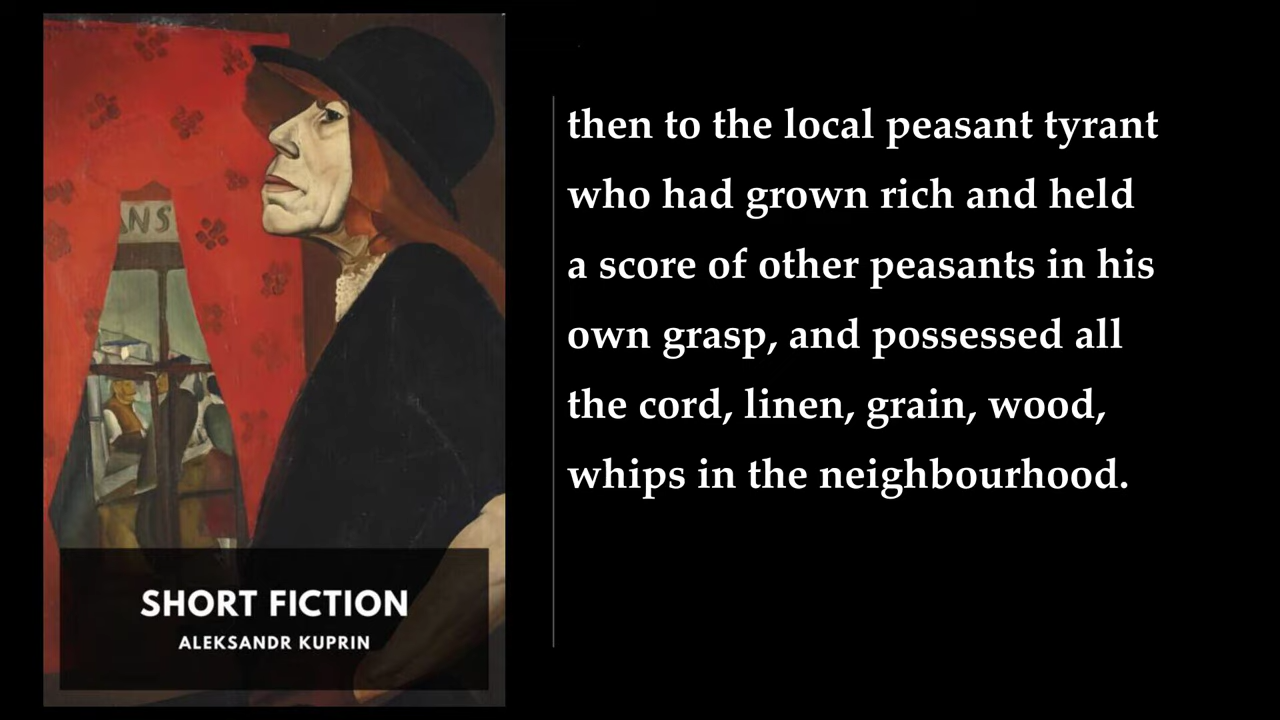 ANS
SHORT FICTION
ALEKSANDR KUPRIN
then to the local peasant tyrant
who had grown rich and held
a score of other peasants in his
own grasp, and possessed all
the cord, linen, grain, wood,
whips in the neighbourhood.